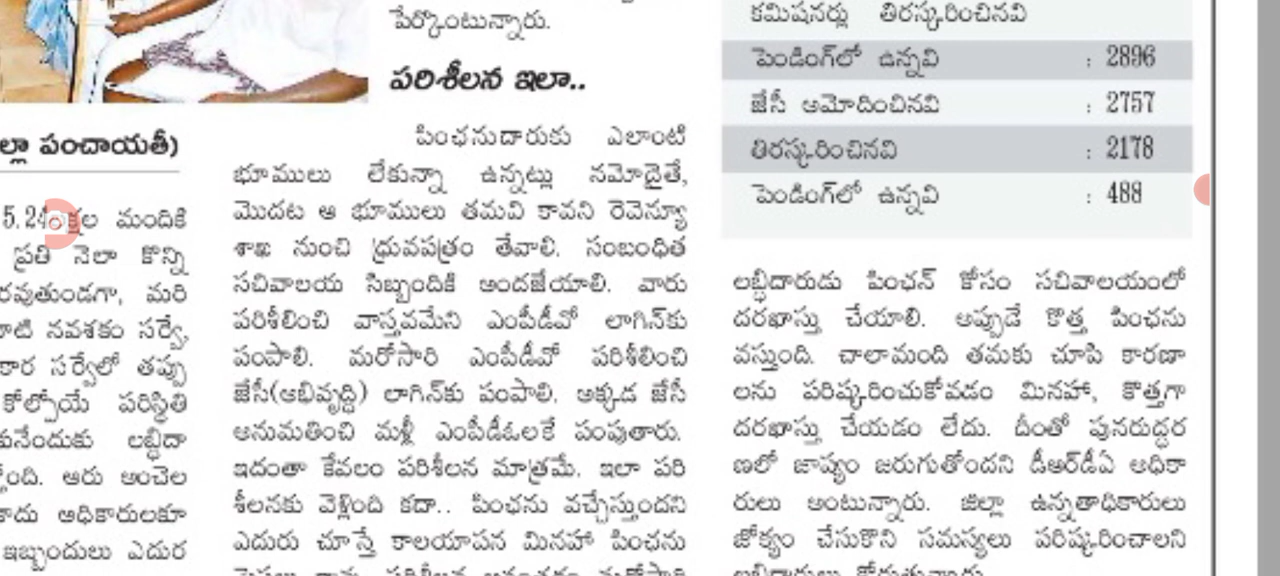 ల్లా పంచాయతీ)
5.24 లక్షల మందికి
ప్రతి నెలా కొన్ని
రవుతుండగా, మరి
నవశకం సర్వే,
కార సర్వేలో తప్పు
కోల్పోయే పరిస్థితి
లబ్ధిదా
ఆరు అంచెల
కాదు అధికారులకూ
ఇబ్బందులు ఎదుర
పేర్కొంటున్నారు.
పరిశీలన ఇలా..
పింఛనుదారుకు ఎలాంటి
భూములు లేకున్నా ఉన్నట్లు నమోదైతే,
మొదట ఆ భూములు తమవి కావని రెవెన్యూ
శాఖ నుంచి ధ్రువపత్రం తేవాలి. సంబంధిత
సచివాలయ సిబ్బందికి అందజేయాలి. వారు
పరిశీలించి వాస్తవమేని ఎంపీడీవో లాగిన్‌కు
పంపాలి. మరోసారి ఎంపీడీవో పరిశీలించి
జేసీ(అభివృద్ధి) లాగిన్‌కు పంపాలి. అక్కడ జేసీ
అనుమతించి మళ్లీ ఎంపీడీఓలకే పంపుతారు.
ఇదంతా కేవలం పరిశీలన మాత్రమే. ఇలా పరి
శీలనకు వెళ్లింది కదా.. పింఛను వచ్చేస్తుందని
ఎదురు చూస్తే కాలయాపన మినహా పింఛను
కమిషనర్లు తిరస్కరించినవి
పెండింగ్‌లో ఉన్నవి : 2896
జేసీ ఆమోదించినవి : 2757
తిరస్కరించినవి : 2178
పెండింగ్‌లో ఉన్నవి : 488
లబ్ధిదారుడు పింఛన్ కోసం సచివాలయంలో
దరఖాస్తు చేయాలి. అప్పుడే కొత్త పింఛను
వస్తుంది. చాలామంది తమకు చూపి కారణా
లను పరిష్కరించుకోవడం మినహా, కొత్తగా
దరఖాస్తు చేయడం లేదు. దీంతో పునరుద్ధర
ణలో జాప్యం జరుగుతోందని డీఆర్‌డీఏ అధికా
రులు అంటున్నారు. జిల్లా ఉన్నతాధికారులు
జోక్యం చేసుకొని సమస్యలు పరిష్కరించాలని